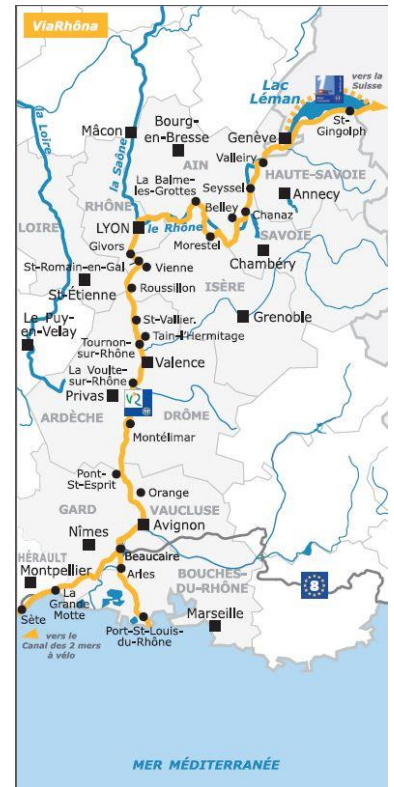 ViaRhôna
vers la
Suisse
Lac
Léman
St-
Gingolph
la Loire
Mâcon
la Saône
Bourg-
en-Bresse
Genève
AIN
Valleiry
HAUTE-SAVOIE
La Balme-
les-Grottes
Seyssel
Annecy
RHÔNE
Belley
Chanaz
LOIRE
LYON
le Rhône
SAVOIE
Givors
Morestel
Chambéry
St-Romain-en-Gal
Vienne
ISÈRE
St-Étienne
Roussillon
Le Puy-
en-Velay
St-Vallier
Grenoble
Tain-l'Hermitage
Tournon-
sur-Rhône
Valence
La Voulte-
sur-Rhône
Privas
ARDÈCHE
DRÔME
Montélimar
Pont-
St-Esprit
Orange
GARD
VAUCLUSE
Avignon
Nîmes
Beaucaire
HÉRAULT
Montpellier
Arles
BOUCHES-
DU-RHÔNE
8
La
Grande
Motte
Marseille
Sète
Port-St-Louis-
du-Rhône
vers le
Canal des 2 mers
à vélo
MER MÉDITERRANÉE